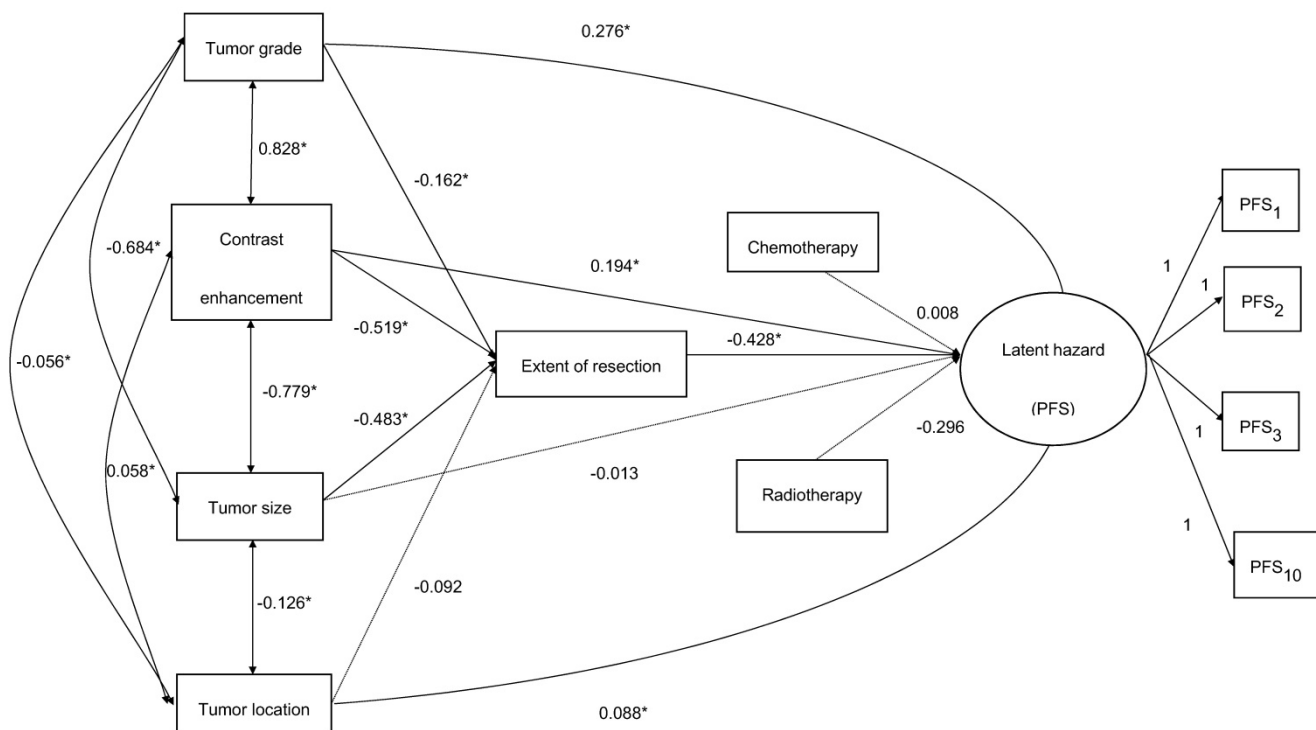 Tumor grade
0.276*
0.828*
-0.162*
PFS1
Contrast
enhancement
-0.684*
Chemotherapy
0.194*
1
PFS2
1
0.008
-0.519*
-0.056*
Extent of resection
-0.428*
Latent hazard
(PFS)
-0.779*
-0.483*
-0.296
1
PFS3
0.058*
-0.013
Radiotherapy
Tumor size
1
PFS10
-0.126*
-0.092
Tumor location
0.088*